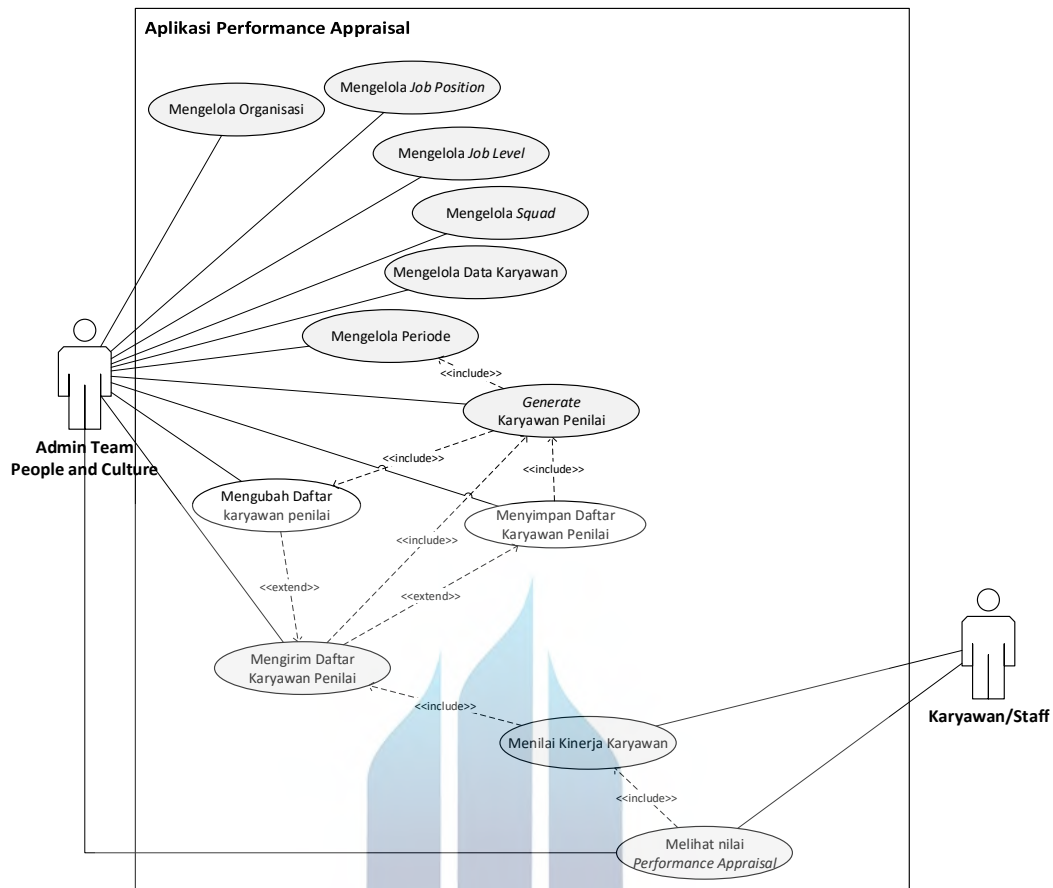 Aplikasi Performance Appraisal
Mengelola Job Position
Mengelola Organisasi
Mengelola Job Level
Mengelola Squad
Mengelola Data Karyawan
Mengelola Periode
<<include>>
Generate
Karyawan Penilai
Admin Team
People and Culture
<<include>>
<<include>>
Mengubah Daftar
karyawan penilai
Menyimpan Daftar
Karyawan Penilai
<<include>>
<<extend>>
<<extend>>
Mengirim Daftar
Karyawan Penilai
<<include>>
Karyawan/Staff
Menilai Kinerja Karyawan
<<include>>
Melihat nilai
Performance Appraisal